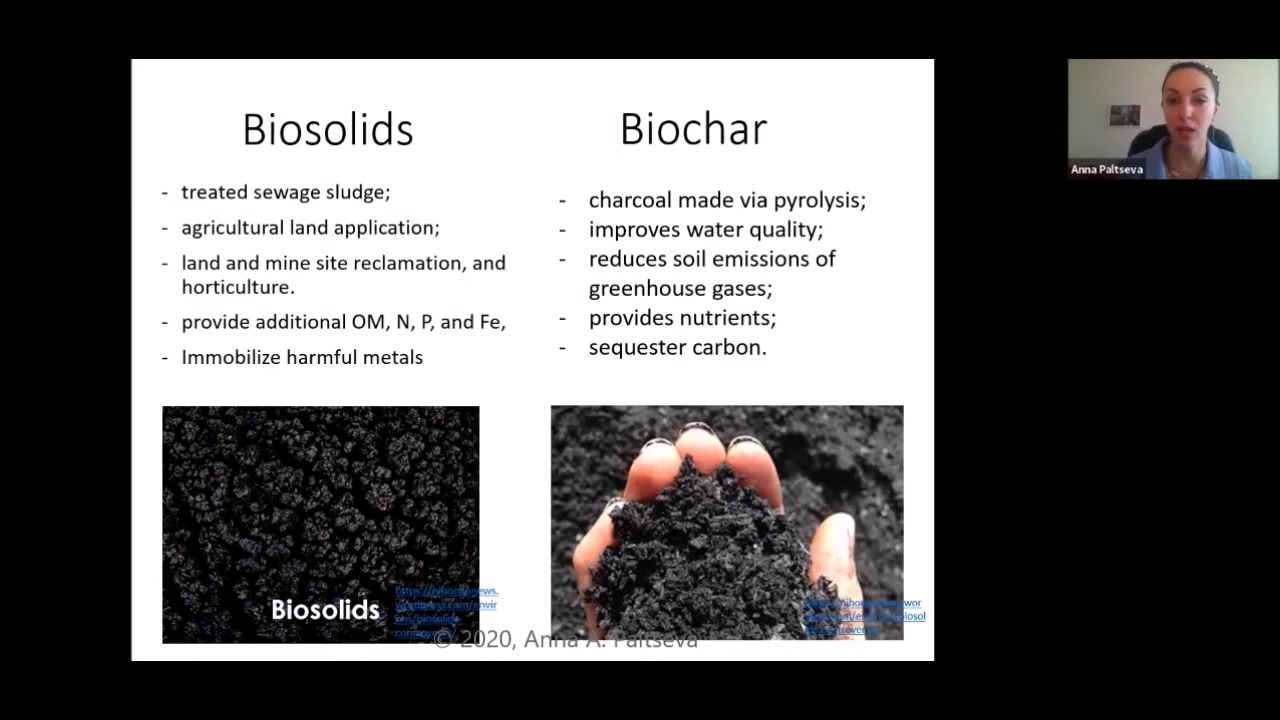 Biosolids
- treated sewage sludge;
- agricultural land application;
- land and mine site reclamation, and
horticulture.
- provide additional OM, N, P, and Fe,
- Immobilize harmful metals
Biochar
- charcoal made via pyrolysis;
- improves water quality;
- reduces soil emissions of
greenhouse gases;
- provides nutrients;
- sequester carbon.
Biosolids
© 2020, Anna A. Paltseva
Anna Paltseva